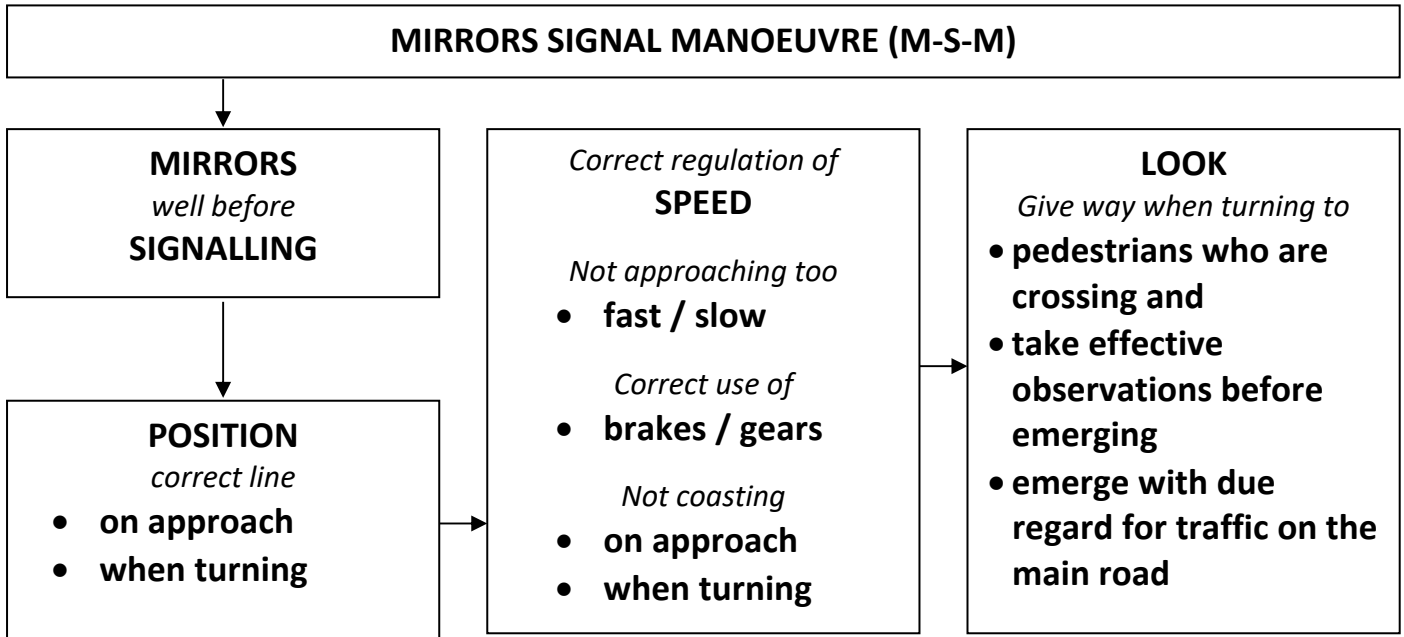 MIRRORS SIGNAL MANOEUVRE (M-S-M)
MIRRORS
well before
SIGNALLING
POSITION
correct line
• on approach
• when turning
Correct regulation of
SPEED
Not approaching too
• fast / slow
Correct use of
• brakes / gears
Not coasting
• on approach
• when turning
LOOK
Give way when turning to
• pedestrians who are
crossing and
• take effective
observations before
emerging
• emerge with due
regard for traffic on the
main road